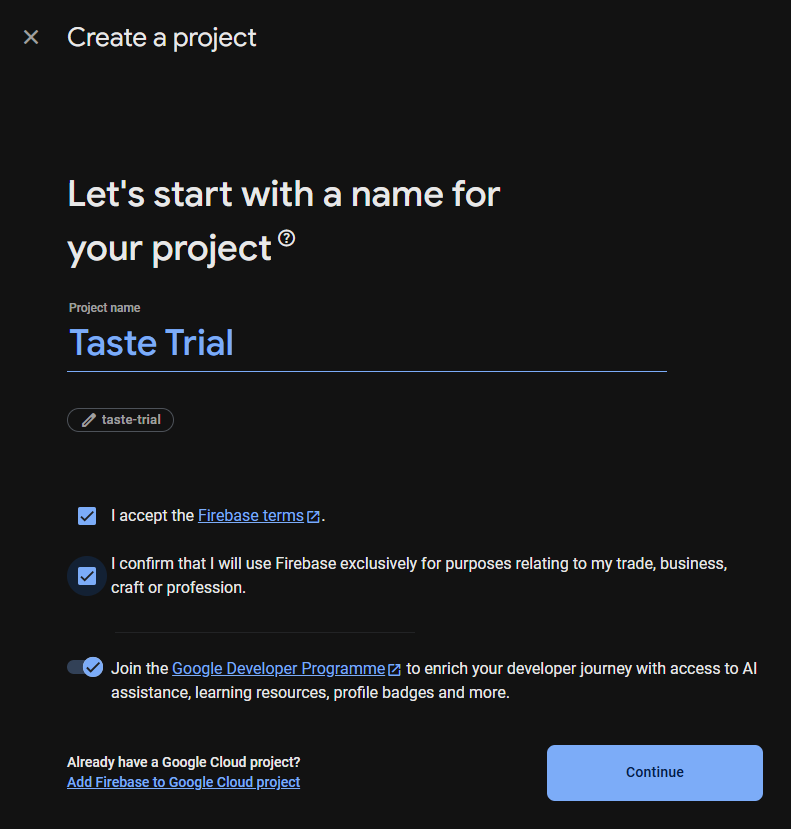 Create a project
Let's start with a name for
your project
Project name
Taste Trial
taste-trial
I accept the Firebase terms.
I confirm that I will use Firebase exclusively for purposes relating to my trade, business,
craft or profession.
Join the Google Developer Programme to enrich your developer journey with access to AI
assistance, learning resources, profile badges and more.
Already have a Google Cloud project?
Add Firebase to Google Cloud project
Continue